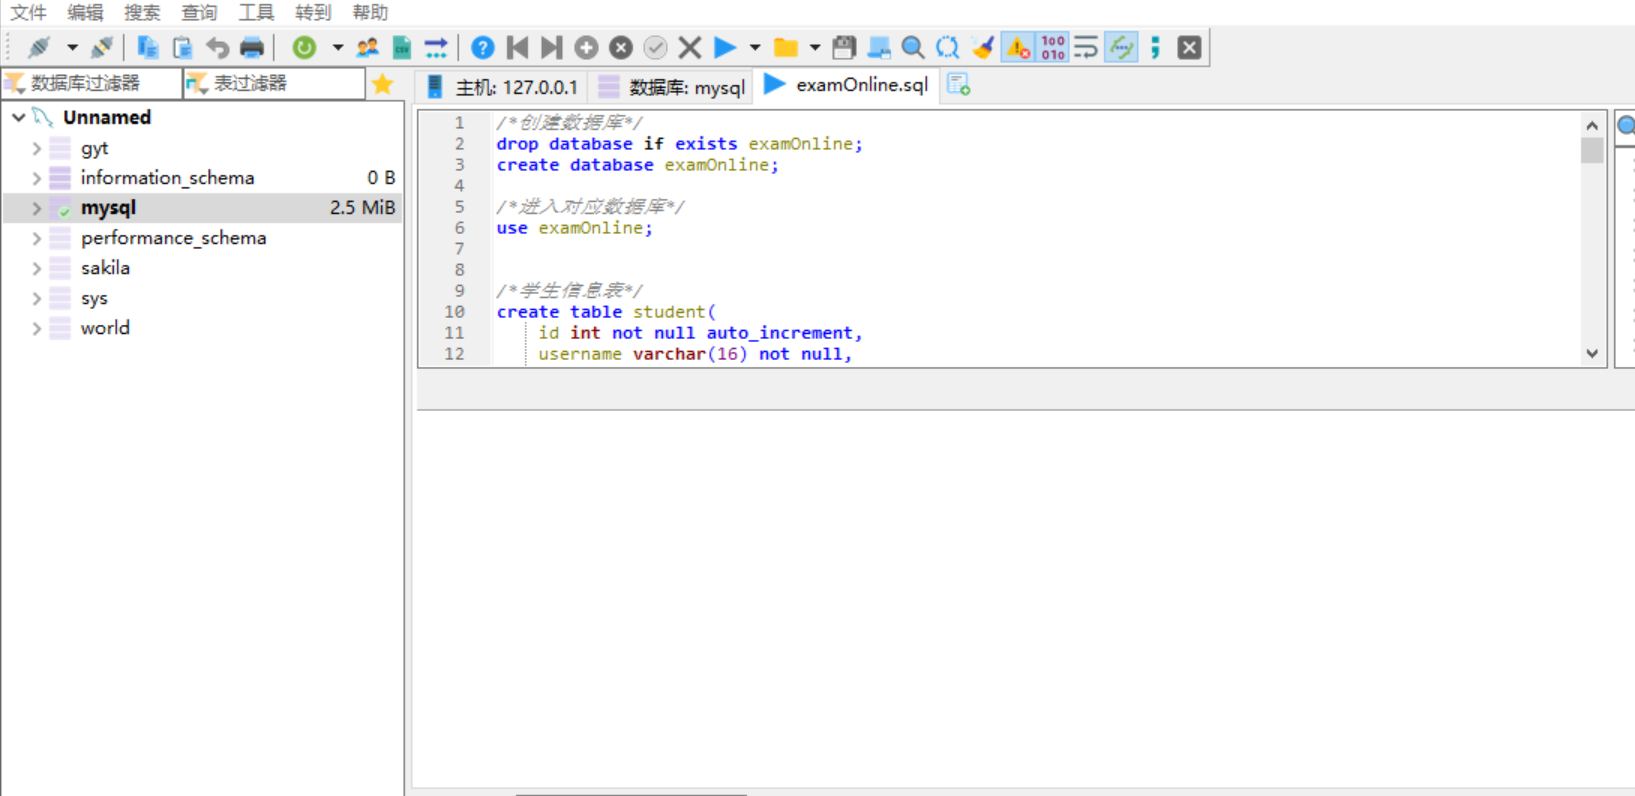 文件 编辑 搜索 查询 工具 转到 帮助
数据库过滤器 表过滤器
主机: 127.0.0.1 数据库: mysql examOnline.sql
Unnamed
gyt
information_schema 0 B
mysql 2.5 MiB
performance_schema
sakila
sys
world
1 /*创建数据库*/
2 drop database if exists examOnline;
3 create database examOnline;
4
5 /*进入对应数据库*/
6 use examOnline;
7
8
9 /*学生信息表*/
10 create table student(
11 id int not null auto_increment,
12 username varchar(16) not null,